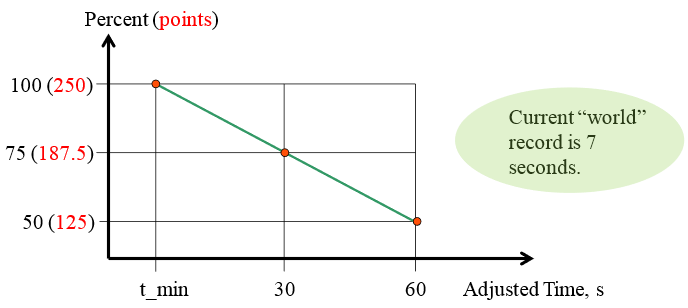 Percent (points)
100 (250)
75 (187.5)
50 (125)
Current “world”
record is 7
seconds.
t_min
30
60
Adjusted Time, s